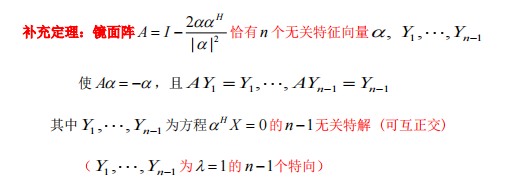 补充定理：镜面阵 $A = I - \frac{2\alpha\alpha^H}{|\alpha|^2}$ 恰有 n 个无关特征向量 $\alpha,\ Y_1,\cdots,Y_{n-1}$
使 $A\alpha = -\alpha$，且 $AY_1 = Y_1,\cdots,AY_{n-1} = Y_{n-1}$
其中 $Y_1,\cdots,Y_{n-1}$ 为方程 $\alpha^H X = 0$ 的 $n-1$ 无关特解 (可互正交)
（ $Y_1,\cdots,Y_{n-1}$ 为 $\lambda = 1$ 的 $n-1$ 个特向）